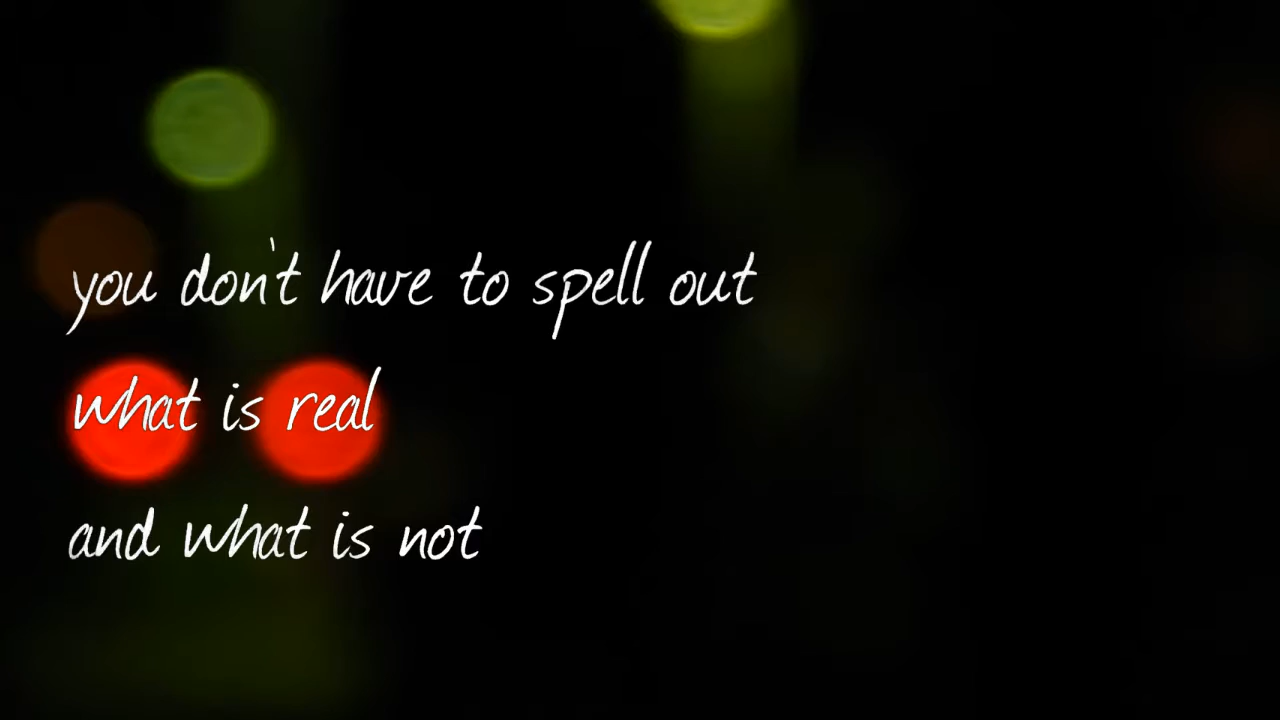 you don't have to spell out
what is real
and what is not